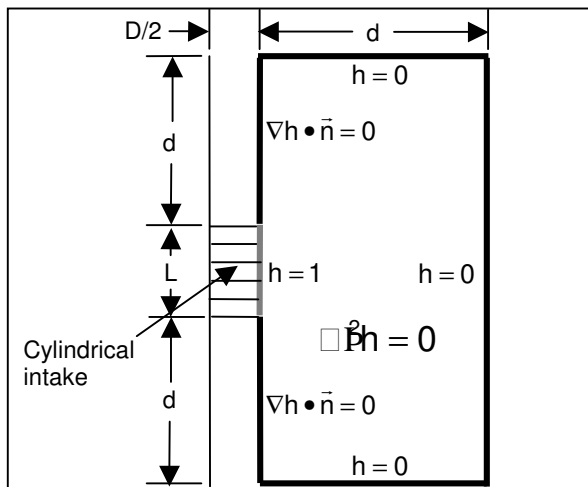 D/2
d
h = 0
∇h • n⃗ = 0
d
L
h = 1
h = 0
Cylindrical
intake
h = 0
d
∇h • n⃗ = 0
h = 0